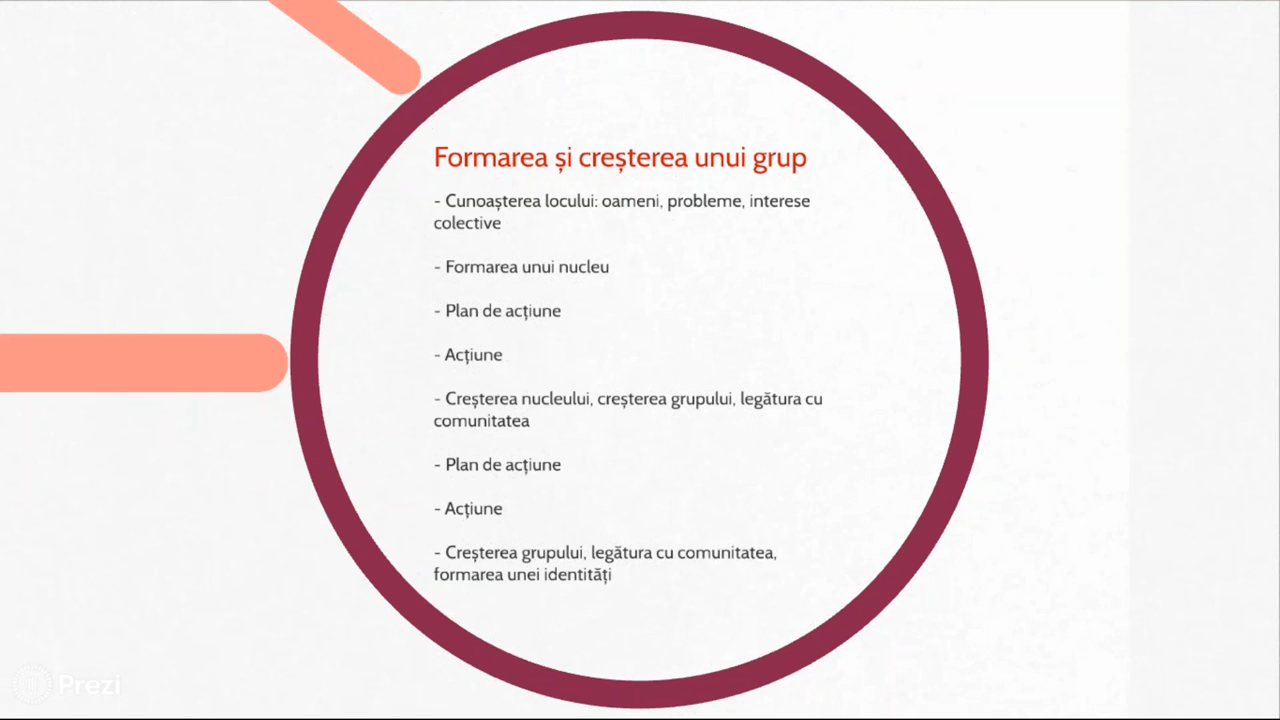 Formarea și creșterea unui grup
- Cunoașterea locului: oameni, probleme, interese
colective
- Formarea unui nucleu
- Plan de acțiune
- Acțiune
- Creșterea nucleului, creșterea grupului, legătura cu
comunitatea
- Plan de acțiune
- Acțiune
- Creșterea grupului, legătura cu comunitatea,
formarea unei identități
Prezi